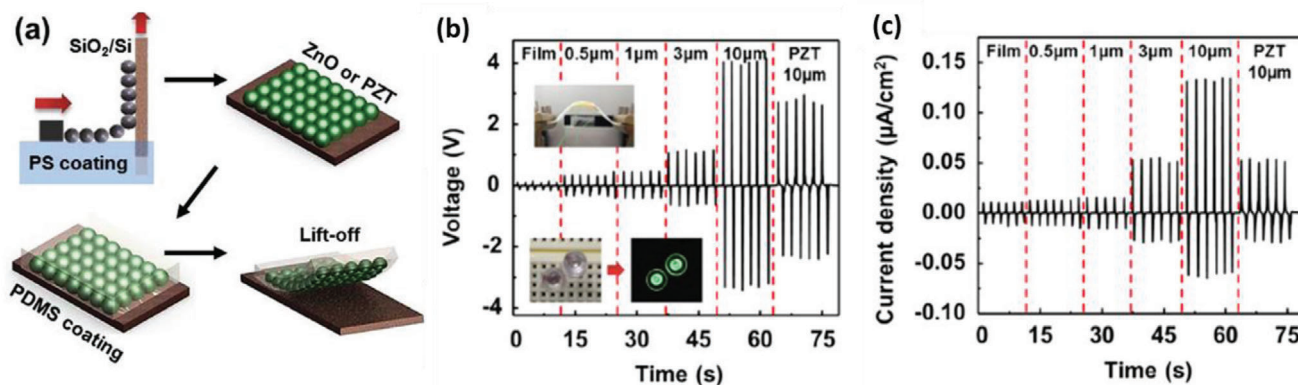 (a)
SiO₂/Si
PS coating
ZnO or PZT
PDMS coating
Lift-off
(b)
Film 0.5μm 1μm 3μm 10μm PZT
10μm
4
2
0
-2
-4
Voltage (V)
0 15 30 45 60 75
Time (s)
(c)
Film 0.5μm 1μm 3μm 10μm PZT
10μm
0.15
0.10
0.05
0.00
-0.05
-0.10
Current density (μA/cm²)
0 15 30 45 60 75
Time (s)